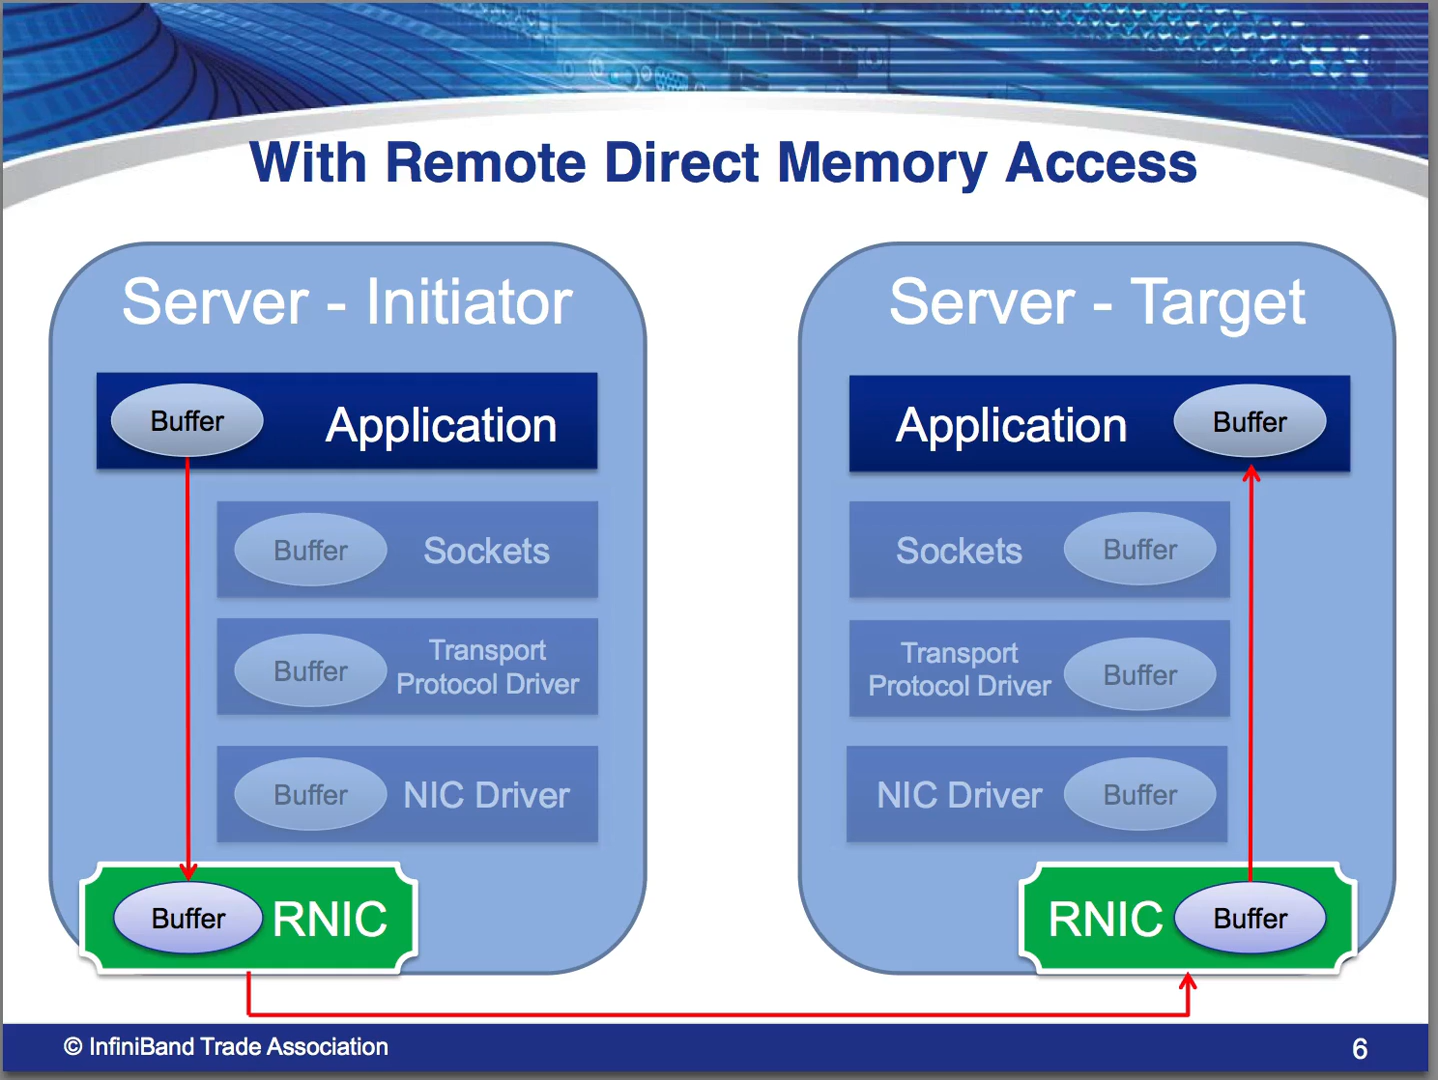 With Remote Direct Memory Access
Server - Initiator
Buffer
Application
Buffer
Sockets
Buffer
Transport
Protocol Driver
Buffer
NIC Driver
Buffer
RNIC
Server - Target
Application
Buffer
Sockets
Buffer
Transport
Protocol Driver
Buffer
NIC Driver
Buffer
RNIC
Buffer
© InfiniBand Trade Association
6